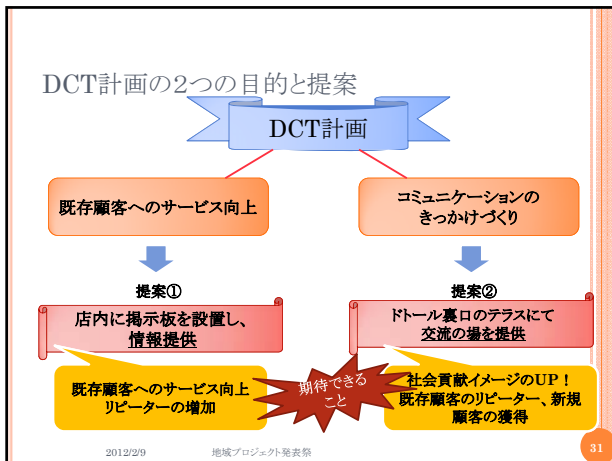 DCT計画の2つの目的と提案
DCT計画
既存顧客へのサービス向上
コミュニケーションの
きっかけづくり
提案①
提案②
店内に掲示板を設置し、
情報提供
ドトール裏口のテラスにて
交流の場を提供
既存顧客へのサービス向上
リピーターの増加
期待できる
こと
社会貢献イメージのUP！
既存顧客のリピーター、新規
顧客の獲得
2012/2/9
地域プロジェクト発表祭
31